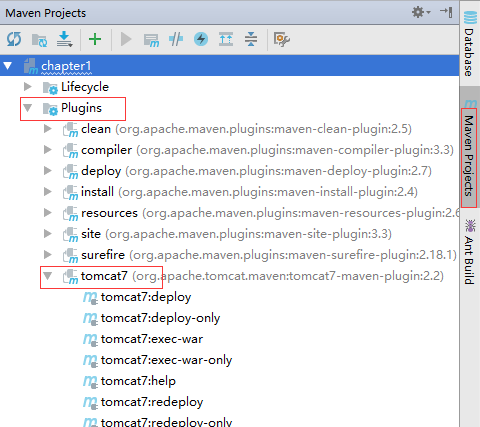 Maven Projects
chapter1
Lifecycle
Plugins
clean (org.apache.maven.plugins:maven-clean-plugin:2.5)
compiler (org.apache.maven.plugins:maven-compiler-plugin:3.3)
deploy (org.apache.maven.plugins:maven-deploy-plugin:2.7)
install (org.apache.maven.plugins:maven-install-plugin:2.4)
resources (org.apache.maven.plugins:maven-resources-plugin:2.6
site (org.apache.maven.plugins:maven-site-plugin:3.3)
surefire (org.apache.maven.plugins:maven-surefire-plugin:2.18.1)
tomcat7 (org.apache.tomcat.maven:tomcat7-maven-plugin:2.2)
tomcat7:deploy
tomcat7:deploy-only
tomcat7:exec-war
tomcat7:exec-war-only
tomcat7:help
tomcat7:redeploy
tomcat7:redeploy-only
Database
Maven Projects
Ant Build